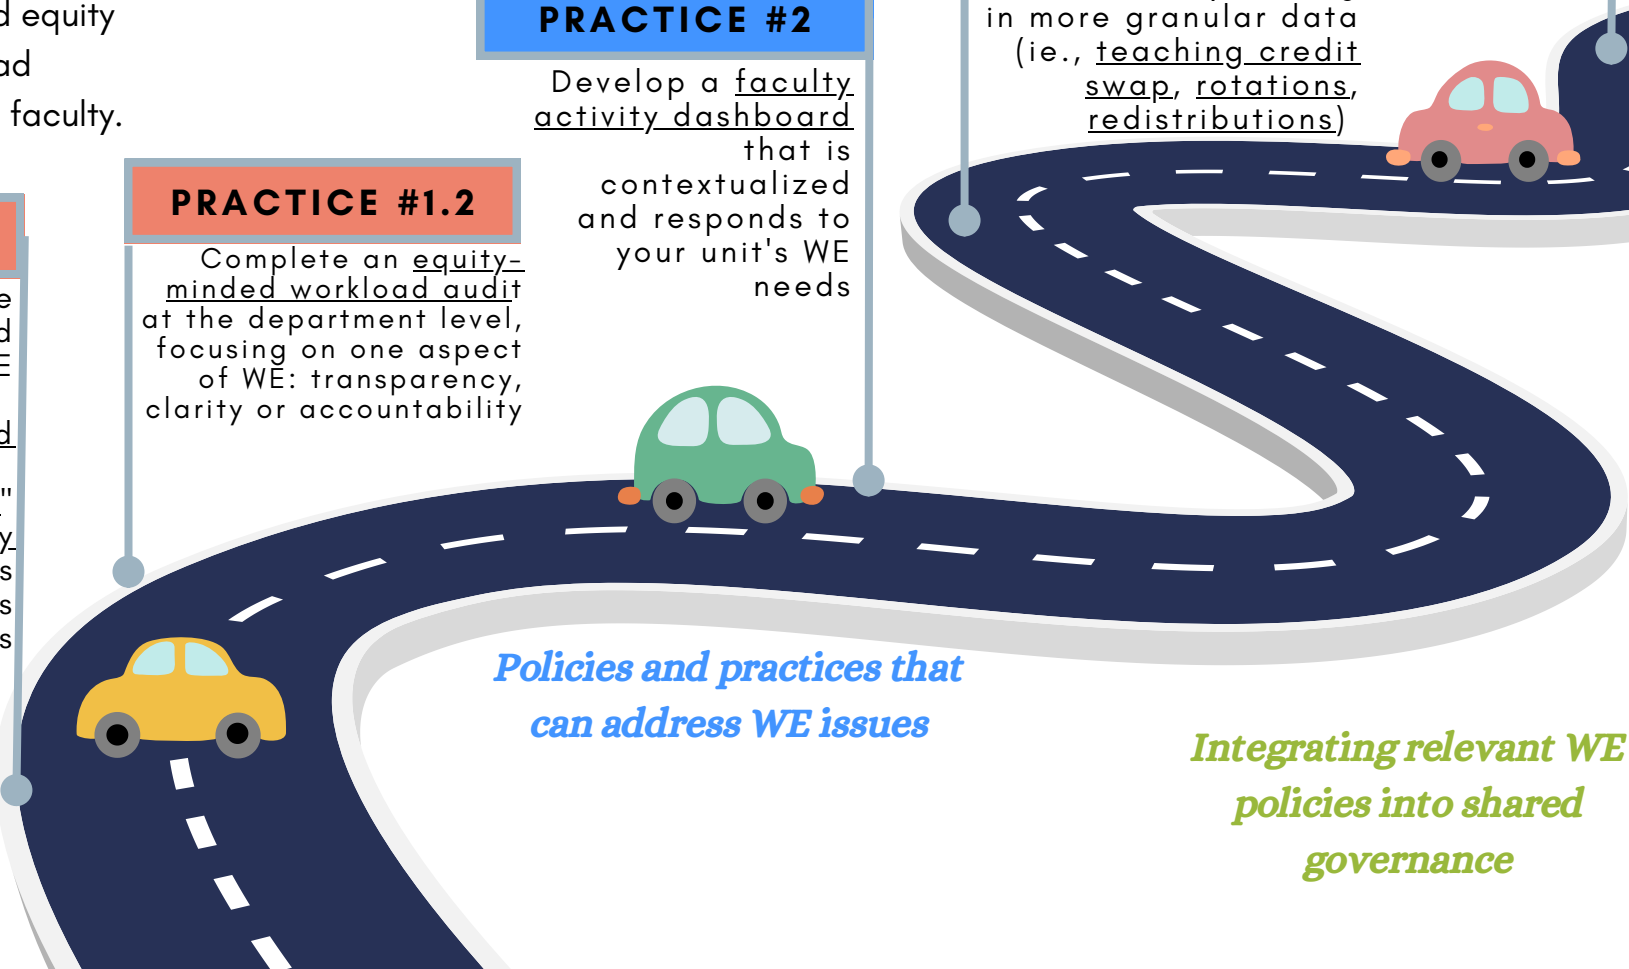 equity
faculty.
PRACTICE #2
Develop a faculty
activity dashboard
that is
contextualized
and responds to
your unit's WE
needs
in more granular data
(ie., teaching credit
swap, rotations,
redistributions)
PRACTICE #1.2
Complete an equity-
minded workload audit
at the department level,
focusing on one aspect
of WE: transparency,
clarity or accountability
Policies and practices that
can address WE issues
Integrating relevant WE
policies into shared
governance